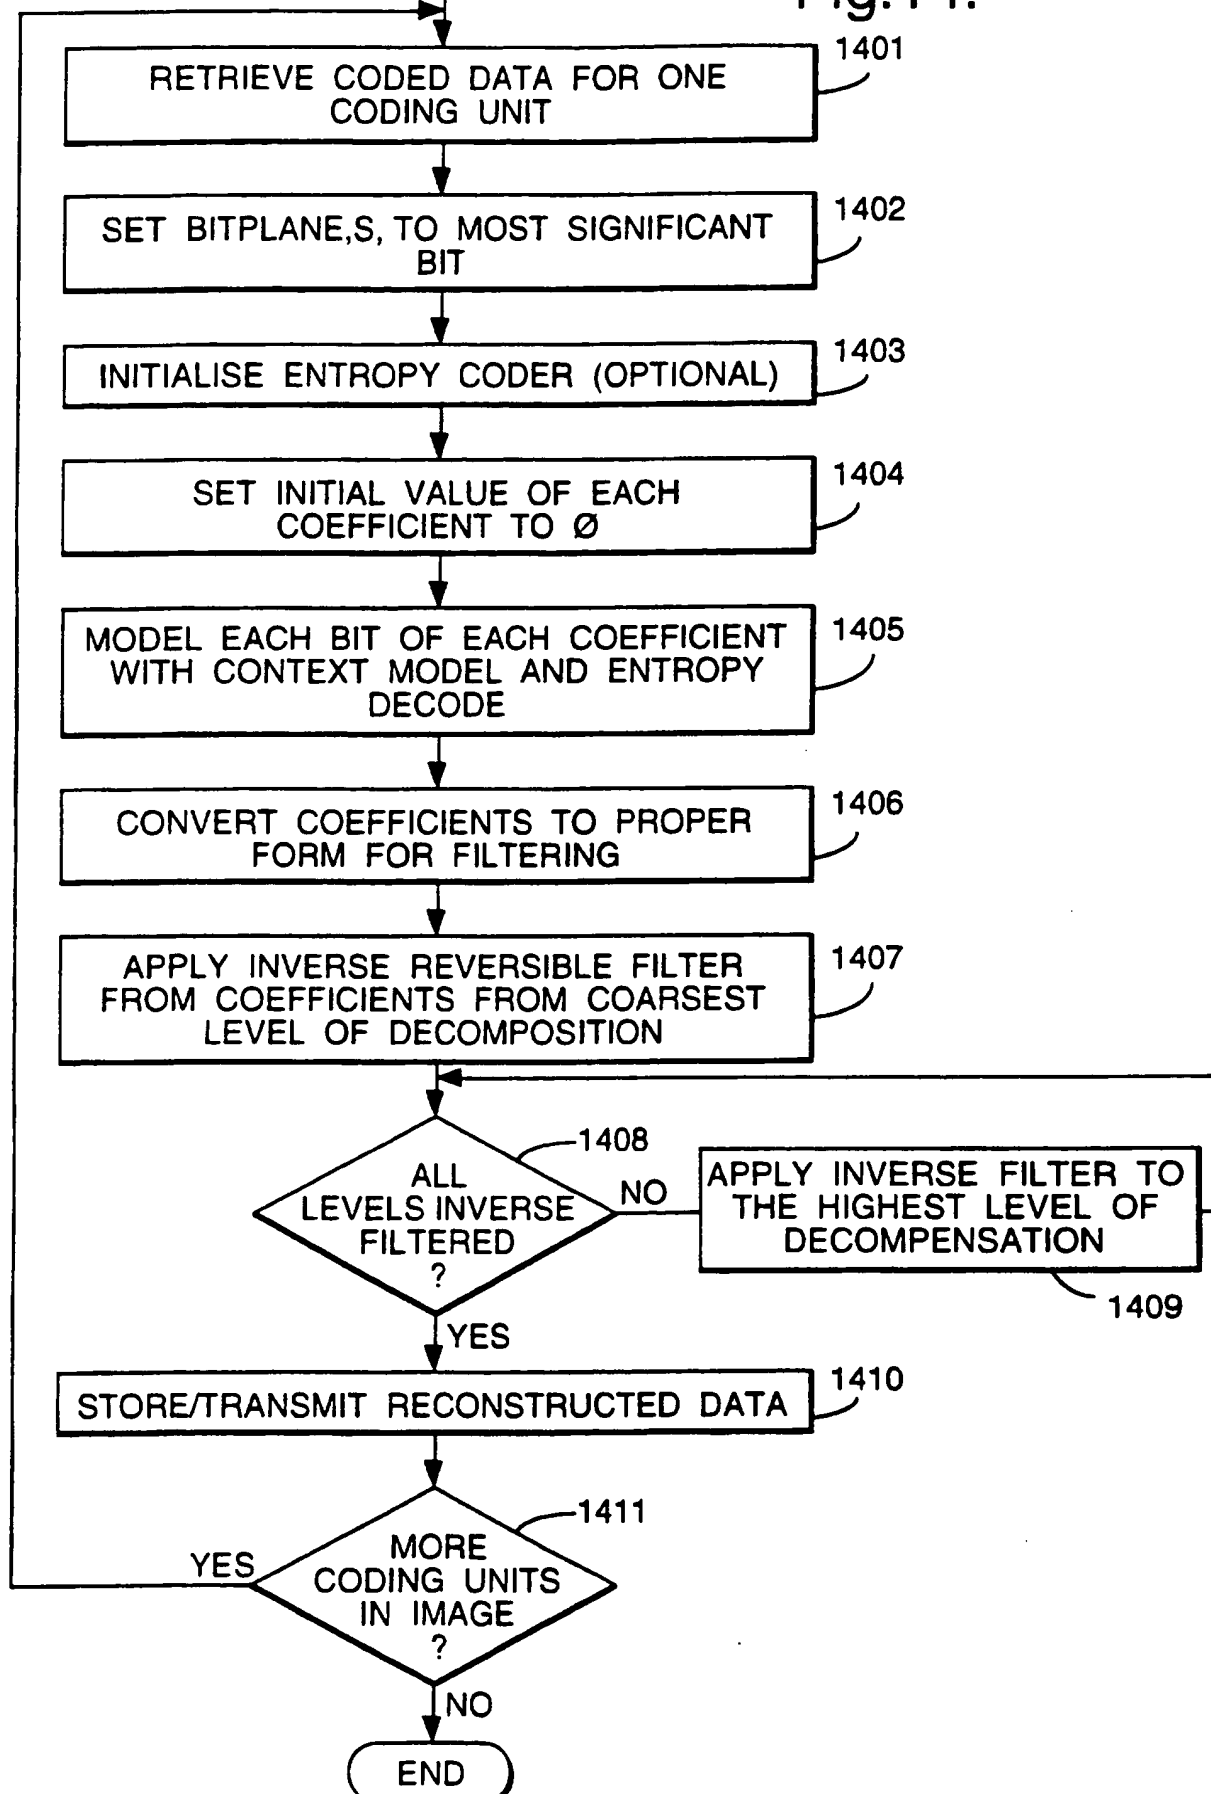 Fig.14.
1401
RETRIEVE CODED DATA FOR ONE
CODING UNIT
1402
SET BITPLANE,S, TO MOST SIGNIFICANT
BIT
1403
INITIALISE ENTROPY CODER (OPTIONAL)
1404
SET INITIAL VALUE OF EACH
COEFFICIENT TO Ø
1405
MODEL EACH BIT OF EACH COEFFICIENT
WITH CONTEXT MODEL AND ENTROPY
DECODE
1406
CONVERT COEFFICIENTS TO PROPER
FORM FOR FILTERING
1407
APPLY INVERSE REVERSIBLE FILTER
FROM COEFFICIENTS FROM COARSEST
LEVEL OF DECOMPOSITION
1408
ALL
LEVELS INVERSE
FILTERED
?
NO
APPLY INVERSE FILTER TO
THE HIGHEST LEVEL OF
DECOMPENSATION
1409
YES
1410
STORE/TRANSMIT RECONSTRUCTED DATA
1411
MORE
CODING UNITS
IN IMAGE
?
YES
NO
END